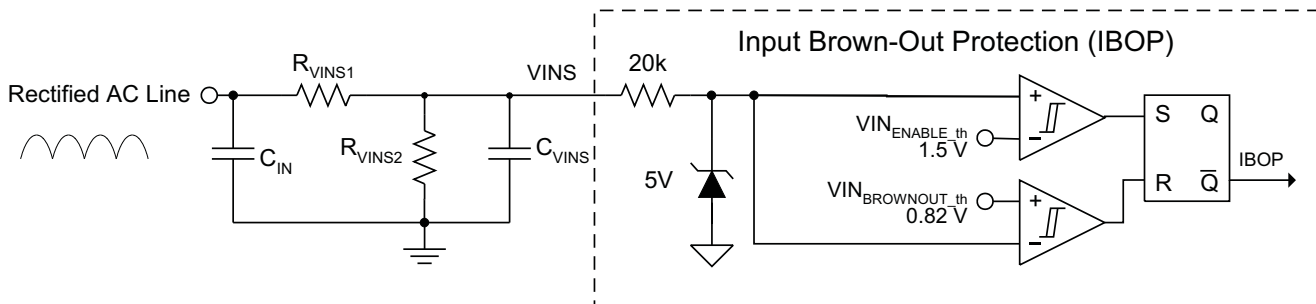 Input Brown-Out Protection (IBOP)
Rectified AC Line
R_VINS1
VINS
20k
C_IN
R_VINS2
C_VINS
5V
VIN_ENABLE_th
1.5 V
VIN_BROWNOUT_th
0.82 V
+
−
+
−
S Q
R Q̅
IBOP